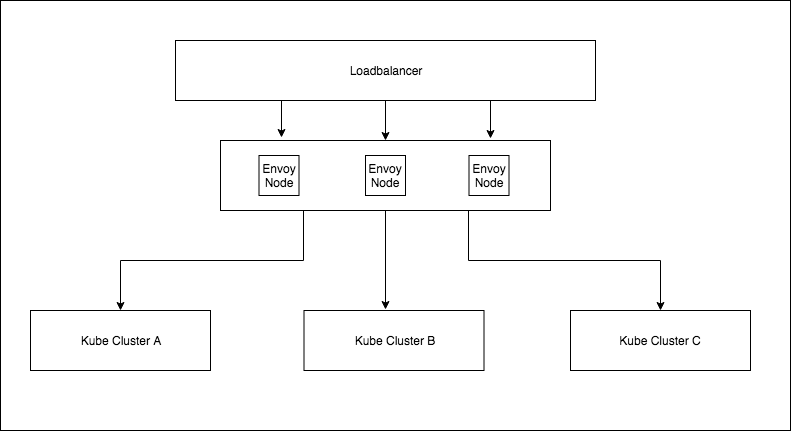 Loadbalancer
Envoy
Node
Envoy
Node
Envoy
Node
Kube Cluster A
Kube Cluster B
Kube Cluster C